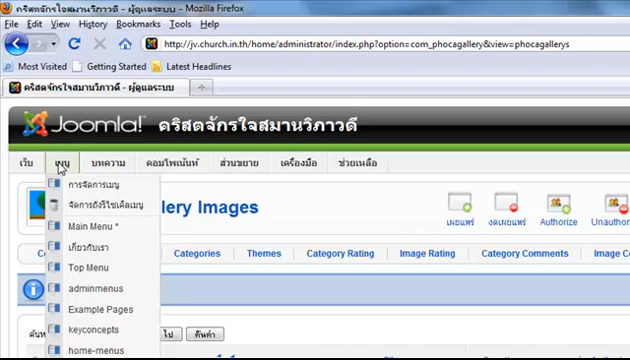 คริสตจักรใจสมานวิภาวดี - ผู้ดูแลระบบ - Mozilla Firefox
File Edit View History Bookmarks Tools Help
http://jv.church.in.th/home/administrator/index.php?option=com_phocagallery&view=phocagallerys
Most Visited Getting Started Latest Headlines
คริสตจักรใจสมานวิภาวดี - ผู้ดูแลระบบ
Joomla! คริสตจักรใจสมานวิภาวดี
เว็บ เมนู บทความ คอมโพเน้นท์ ส่วนขยาย เครื่องมือ ช่วยเหลือ
การจัดการเมนู
จัดการถังรีไซเคิลเมนู
lery Images เผยแพร่ งดเผยแพร่ Authorize Unauthor
Main Menu *
เกี่ยวกับเรา
Categories Themes Category Rating Image Rating Category Comments Image Co
Top Menu
adminmenus
Example Pages
keyconcepts
ค้นหา ไป คืนค่า
home-menus